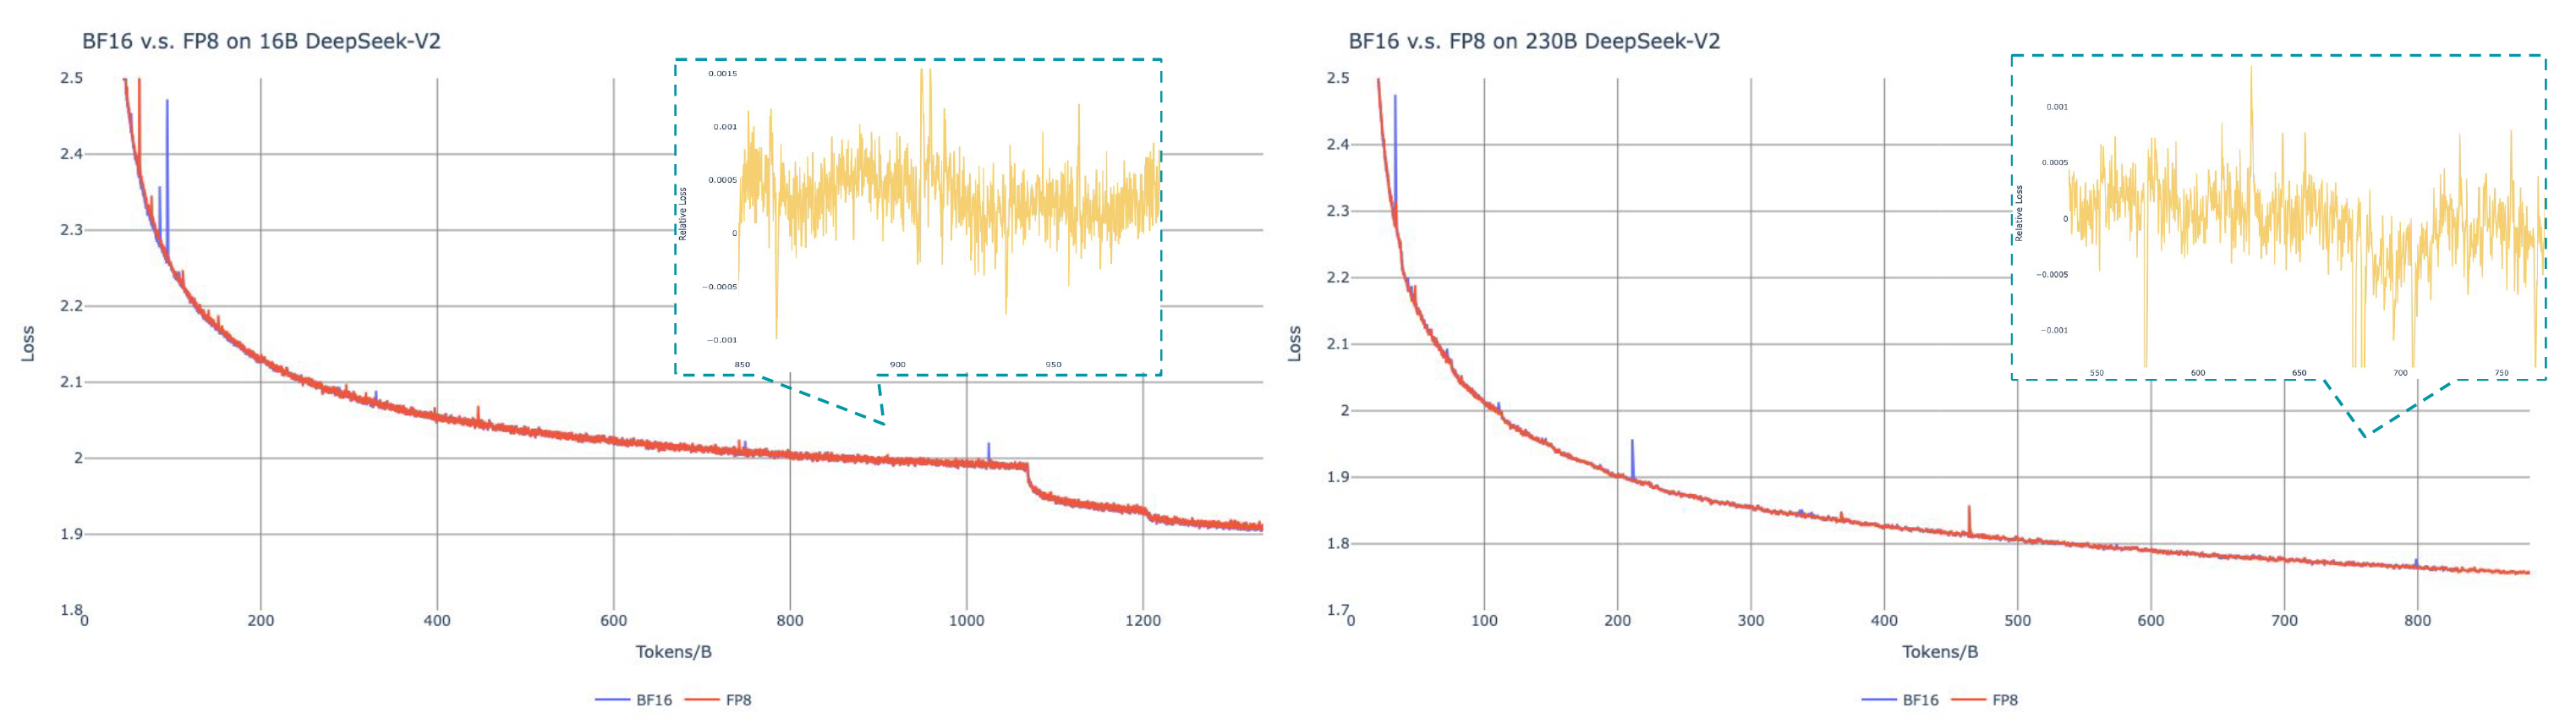 BF16 v.s. FP8 on 16B DeepSeek-V2
2.5
2.4
2.3
2.2
2.1
2
1.9
1.8
Loss
0 200 400 600 800 1000 1200
Tokens/B
BF16 FP8
0.0015
0.001
0.0005
0
−0.0005
−0.001
Relative Loss
850 900 950
BF16 v.s. FP8 on 230B DeepSeek-V2
2.5
2.4
2.3
2.2
2.1
2
1.9
1.8
1.7
Loss
0 100 200 300 400 500 600 700 800
Tokens/B
BF16 FP8
0.001
0.0005
0
−0.0005
−0.001
Relative Loss
550 600 650 700 750